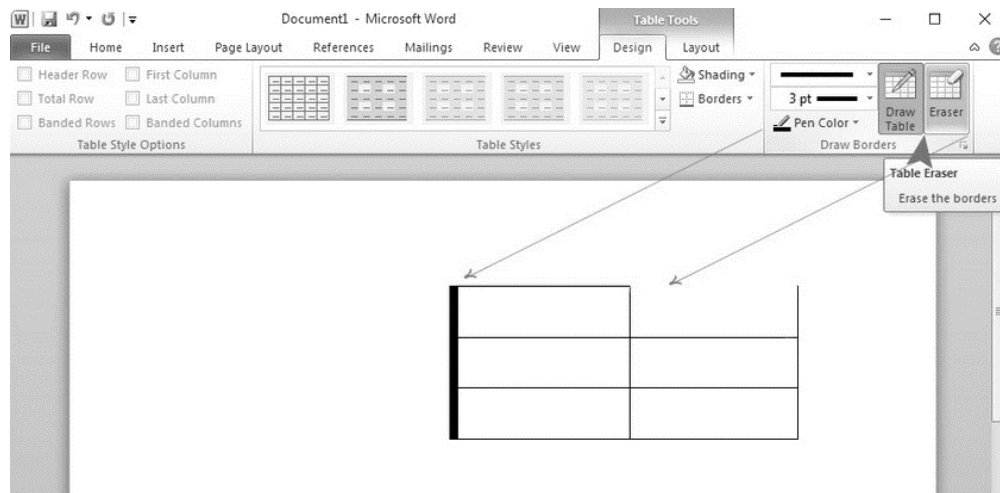 W Document1 - Microsoft Word Table Tools
File Home Insert Page Layout References Mailings Review View Design Layout
Header Row First Column Shading
Total Row Last Column Borders 3 pt
Banded Rows Banded Columns Pen Color Draw Table Eraser
Table Style Options Table Styles Draw Borders
Table Eraser
Erase the borders